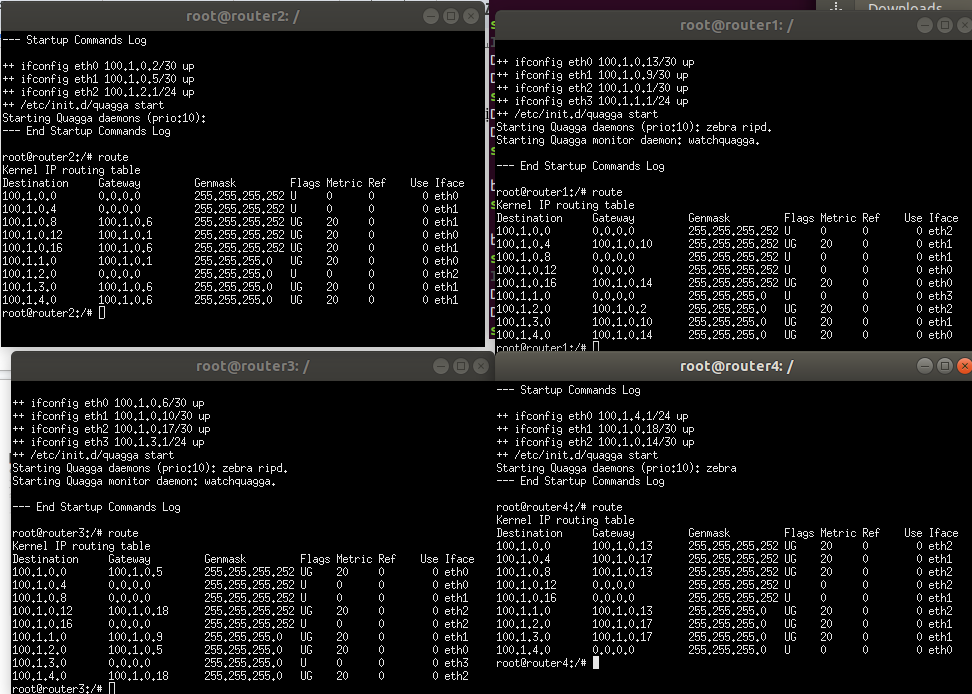 root@router2: /
--- Startup Commands Log
++ ifconfig eth0 100.1.0.2/30 up
++ ifconfig eth1 100.1.0.5/30 up
++ ifconfig eth2 100.1.2.1/24 up
++ /etc/init.d/quagga start
Starting Quagga daemons (prio:10):
--- End Startup Commands Log
root@router2:/# route
Kernel IP routing table
Destination Gateway Genmask Flags Metric Ref Use Iface
100.1.0.0 0.0.0.0 255.255.255.252 U 0 0 0 eth0
100.1.0.4 0.0.0.0 255.255.255.252 U 0 0 0 eth1
100.1.0.8 100.1.0.6 255.255.255.252 UG 20 0 0 eth1
100.1.0.12 100.1.0.1 255.255.255.252 UG 20 0 0 eth0
100.1.0.16 100.1.0.6 255.255.255.252 UG 20 0 0 eth1
100.1.1.0 100.1.0.1 255.255.255.0 UG 20 0 0 eth0
100.1.2.0 0.0.0.0 255.255.255.0 U 0 0 0 eth2
100.1.3.0 100.1.0.6 255.255.255.0 UG 20 0 0 eth1
100.1.4.0 100.1.0.6 255.255.255.0 UG 20 0 0 eth1
root@router2:/#
Downloads
root@router1: /
++ ifconfig eth0 100.1.0.13/30 up
++ ifconfig eth1 100.1.0.9/30 up
++ ifconfig eth2 100.1.0.1/30 up
++ ifconfig eth3 100.1.1.1/24 up
++ /etc/init.d/quagga start
Starting Quagga daemons (prio:10): zebra ripd.
Starting Quagga monitor daemon: watchquagga.
--- End Startup Commands Log
root@router1:/# route
Kernel IP routing table
Destination Gateway Genmask Flags Metric Ref Use Iface
100.1.0.0 0.0.0.0 255.255.255.252 U 0 0 0 eth2
100.1.0.4 100.1.0.10 255.255.255.252 UG 20 0 0 eth1
100.1.0.8 0.0.0.0 255.255.255.252 U 0 0 0 eth1
100.1.0.12 0.0.0.0 255.255.255.252 U 0 0 0 eth0
100.1.0.16 100.1.0.14 255.255.255.252 UG 20 0 0 eth0
100.1.1.0 0.0.0.0 255.255.255.0 U 0 0 0 eth3
100.1.2.0 100.1.0.2 255.255.255.0 UG 20 0 0 eth2
100.1.3.0 100.1.0.10 255.255.255.0 UG 20 0 0 eth1
100.1.4.0 100.1.0.14 255.255.255.0 UG 20 0 0 eth0
root@router1:/#
root@router3: /
++ ifconfig eth0 100.1.0.6/30 up
++ ifconfig eth1 100.1.0.10/30 up
++ ifconfig eth2 100.1.0.17/30 up
++ ifconfig eth3 100.1.3.1/24 up
++ /etc/init.d/quagga start
Starting Quagga daemons (prio:10): zebra ripd.
Starting Quagga monitor daemon: watchquagga.
--- End Startup Commands Log
root@router3:/# route
Kernel IP routing table
Destination Gateway Genmask Flags Metric Ref Use Iface
100.1.0.0 100.1.0.5 255.255.255.252 UG 20 0 0 eth0
100.1.0.4 0.0.0.0 255.255.255.252 U 0 0 0 eth0
100.1.0.8 0.0.0.0 255.255.255.252 U 0 0 0 eth1
100.1.0.12 100.1.0.18 255.255.255.252 UG 20 0 0 eth2
100.1.0.16 0.0.0.0 255.255.255.252 U 0 0 0 eth2
100.1.1.0 100.1.0.9 255.255.255.0 UG 20 0 0 eth1
100.1.2.0 100.1.0.5 255.255.255.0 UG 20 0 0 eth0
100.1.3.0 0.0.0.0 255.255.255.0 U 0 0 0 eth3
100.1.4.0 100.1.0.18 255.255.255.0 UG 20 0 0 eth2
root@router3:/#
root@router4: /
--- Startup Commands Log
++ ifconfig eth0 100.1.4.1/24 up
++ ifconfig eth1 100.1.0.18/30 up
++ ifconfig eth2 100.1.0.14/30 up
++ /etc/init.d/quagga start
Starting Quagga daemons (prio:10): zebra
--- End Startup Commands Log
root@router4:/# route
Kernel IP routing table
Destination Gateway Genmask Flags Metric Ref Use Iface
100.1.0.0 100.1.0.13 255.255.255.252 UG 20 0 0 eth2
100.1.0.4 100.1.0.17 255.255.255.252 UG 20 0 0 eth1
100.1.0.8 100.1.0.13 255.255.255.252 UG 20 0 0 eth2
100.1.0.12 0.0.0.0 255.255.255.252 U 0 0 0 eth2
100.1.0.16 0.0.0.0 255.255.255.252 U 0 0 0 eth1
100.1.1.0 100.1.0.13 255.255.255.0 UG 20 0 0 eth2
100.1.2.0 100.1.0.17 255.255.255.0 UG 20 0 0 eth1
100.1.3.0 100.1.0.17 255.255.255.0 UG 20 0 0 eth1
100.1.4.0 0.0.0.0 255.255.255.0 U 0 0 0 eth0
root@router4:/#